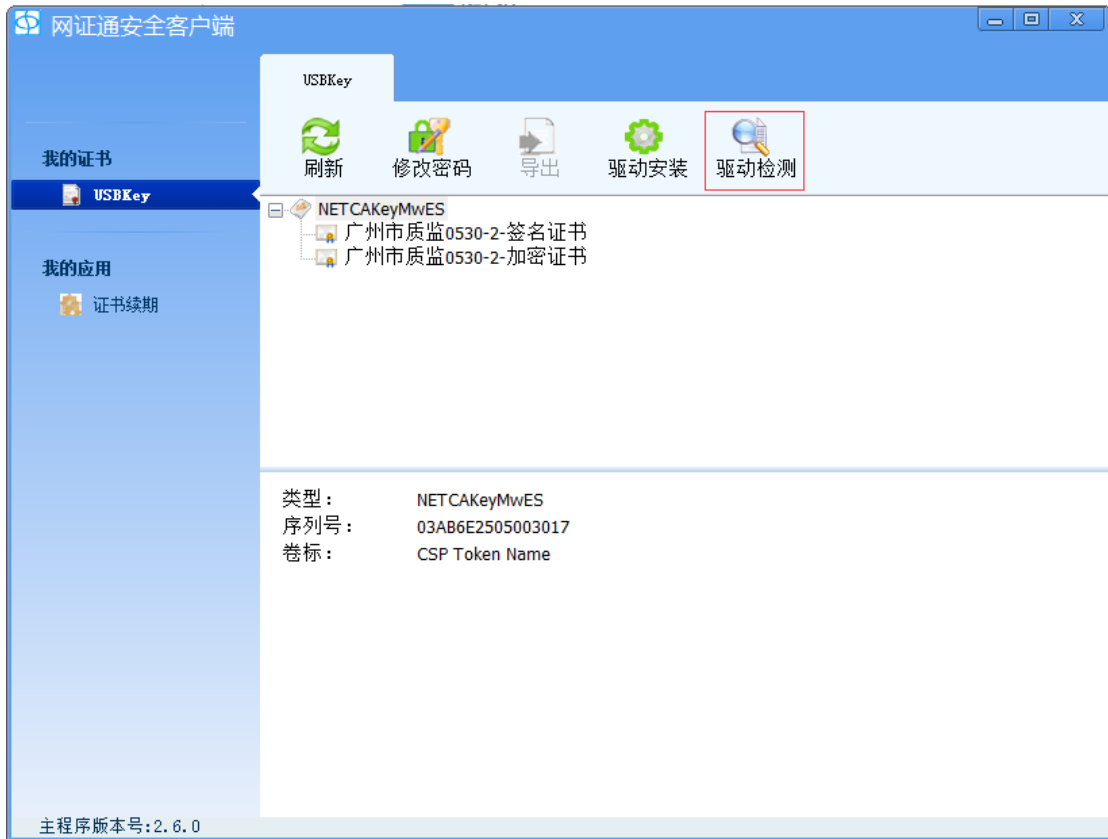 网证通安全客户端
USBKey
刷新 修改密码 导出 驱动安装 驱动检测
我的证书
USBKey
我的应用
证书续期
NETCAKeyMwES
广州市质监0530-2-签名证书
广州市质监0530-2-加密证书
类型： NETCAKeyMwES
序列号： 03AB6E2505003017
卷标： CSP Token Name
主程序版本号:2.6.0